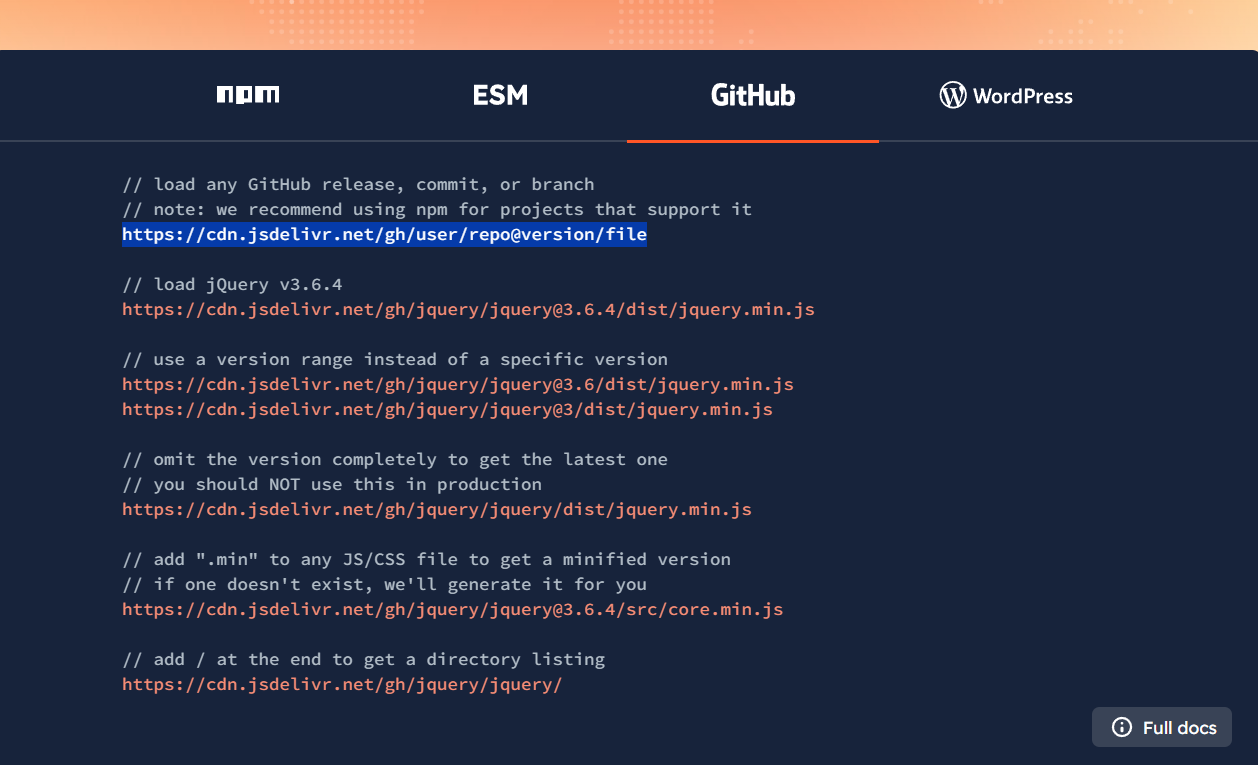 npm
ESM
GitHub
WordPress
// load any GitHub release, commit, or branch
// note: we recommend using npm for projects that support it
https://cdn.jsdelivr.net/gh/user/repo@version/file
// load jQuery v3.6.4
https://cdn.jsdelivr.net/gh/jquery/jquery@3.6.4/dist/jquery.min.js
// use a version range instead of a specific version
https://cdn.jsdelivr.net/gh/jquery/jquery@3.6/dist/jquery.min.js
https://cdn.jsdelivr.net/gh/jquery/jquery@3/dist/jquery.min.js
// omit the version completely to get the latest one
// you should NOT use this in production
https://cdn.jsdelivr.net/gh/jquery/jquery/dist/jquery.min.js
// add ".min" to any JS/CSS file to get a minified version
// if one doesn't exist, we'll generate it for you
https://cdn.jsdelivr.net/gh/jquery/jquery@3.6.4/src/core.min.js
// add / at the end to get a directory listing
https://cdn.jsdelivr.net/gh/jquery/jquery/
Full docs